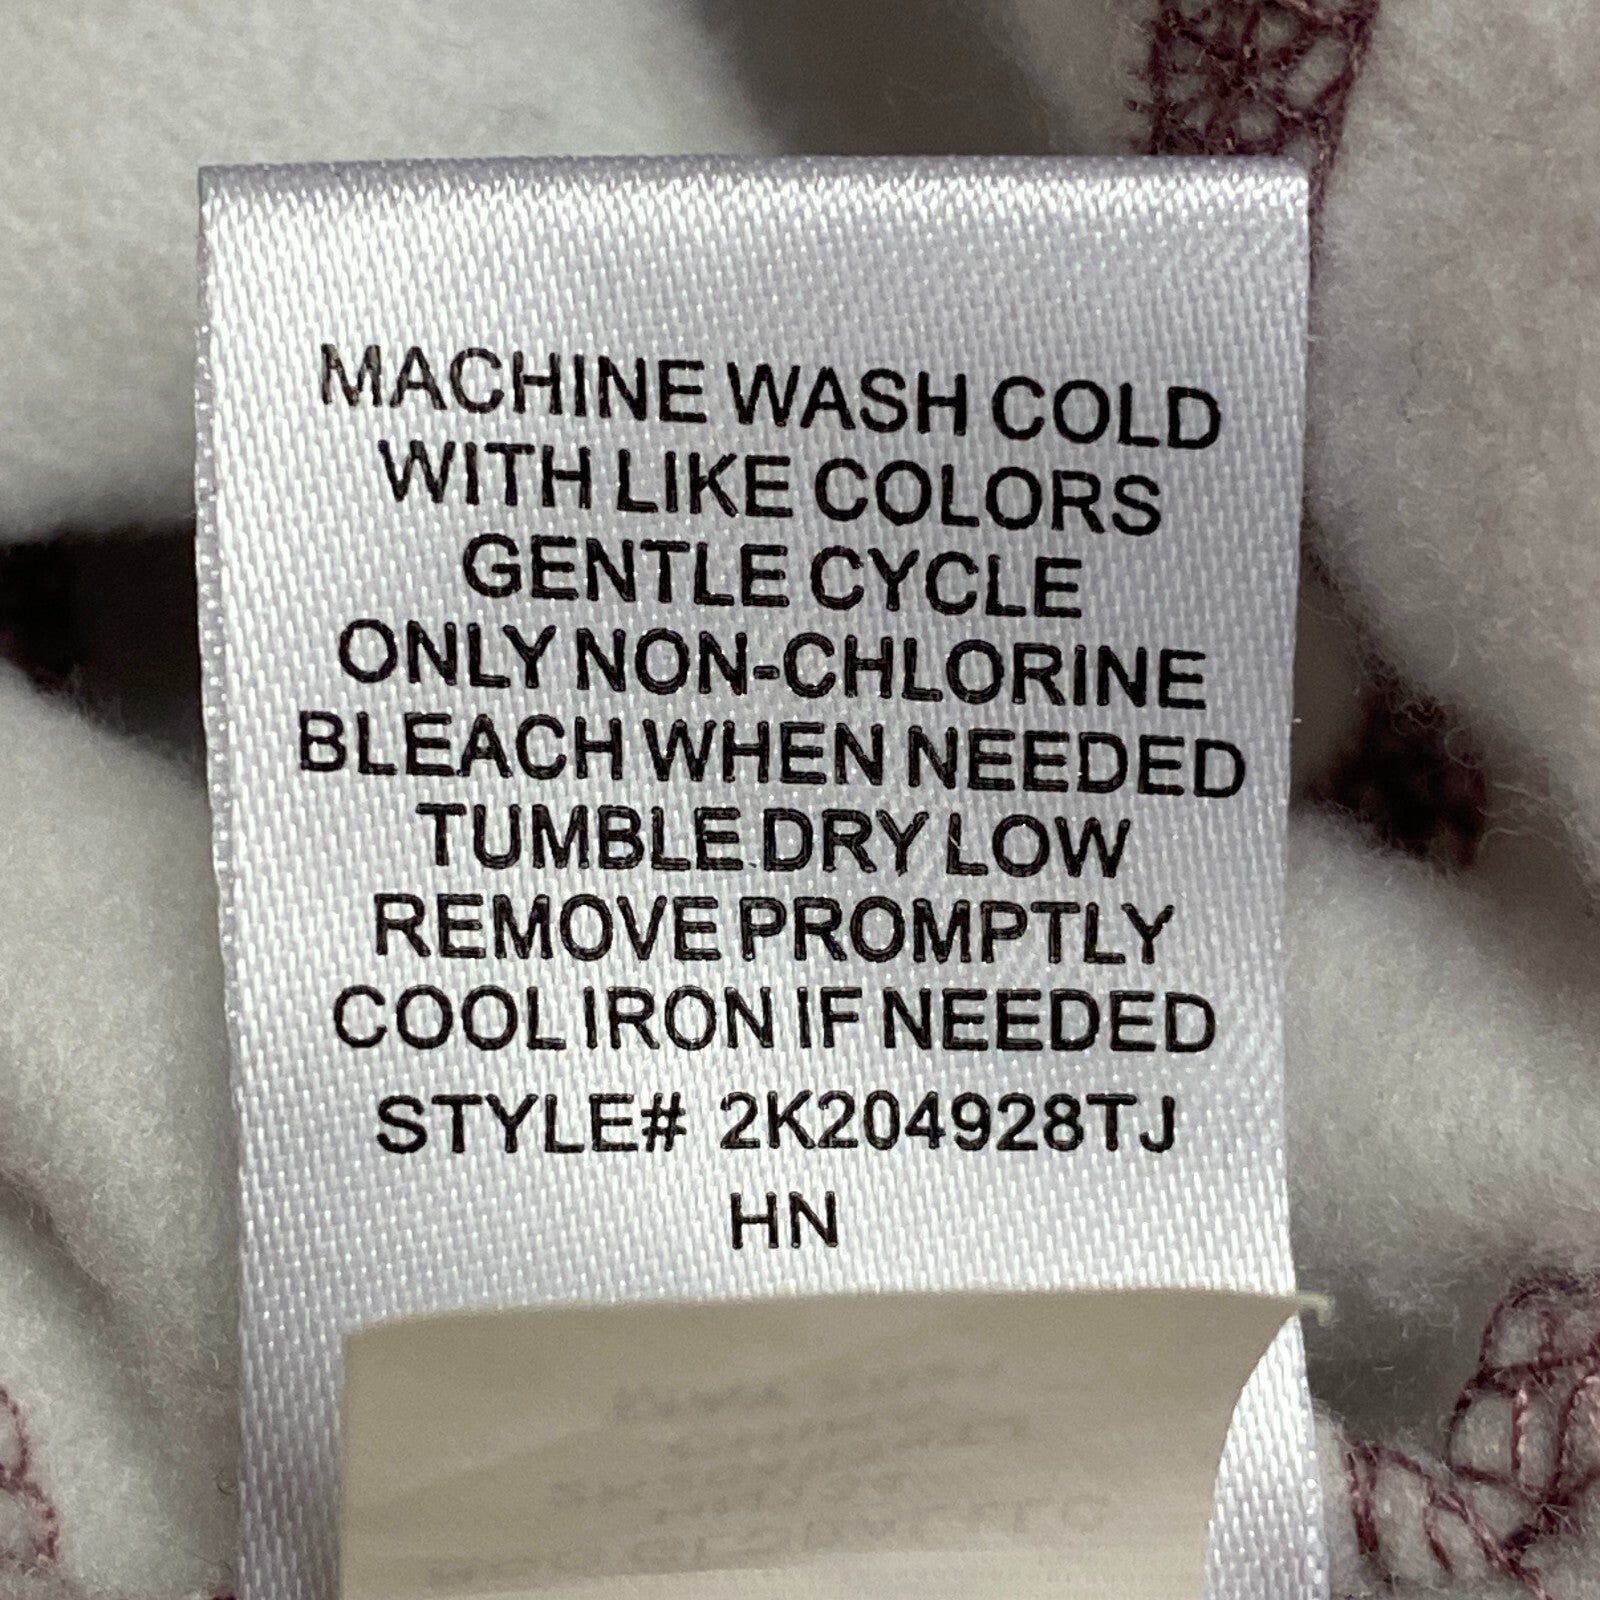 MACHINE WASH COLD
WITH LIKE COLORS
GENTLE CYCLE
ONLY NON-CHLORINE
BLEACH WHEN NEEDED
TUMBLE DRY LOW
REMOVE PROMPTLY
COOL IRON IF NEEDED
STYLE# 2K204928TJ
HN